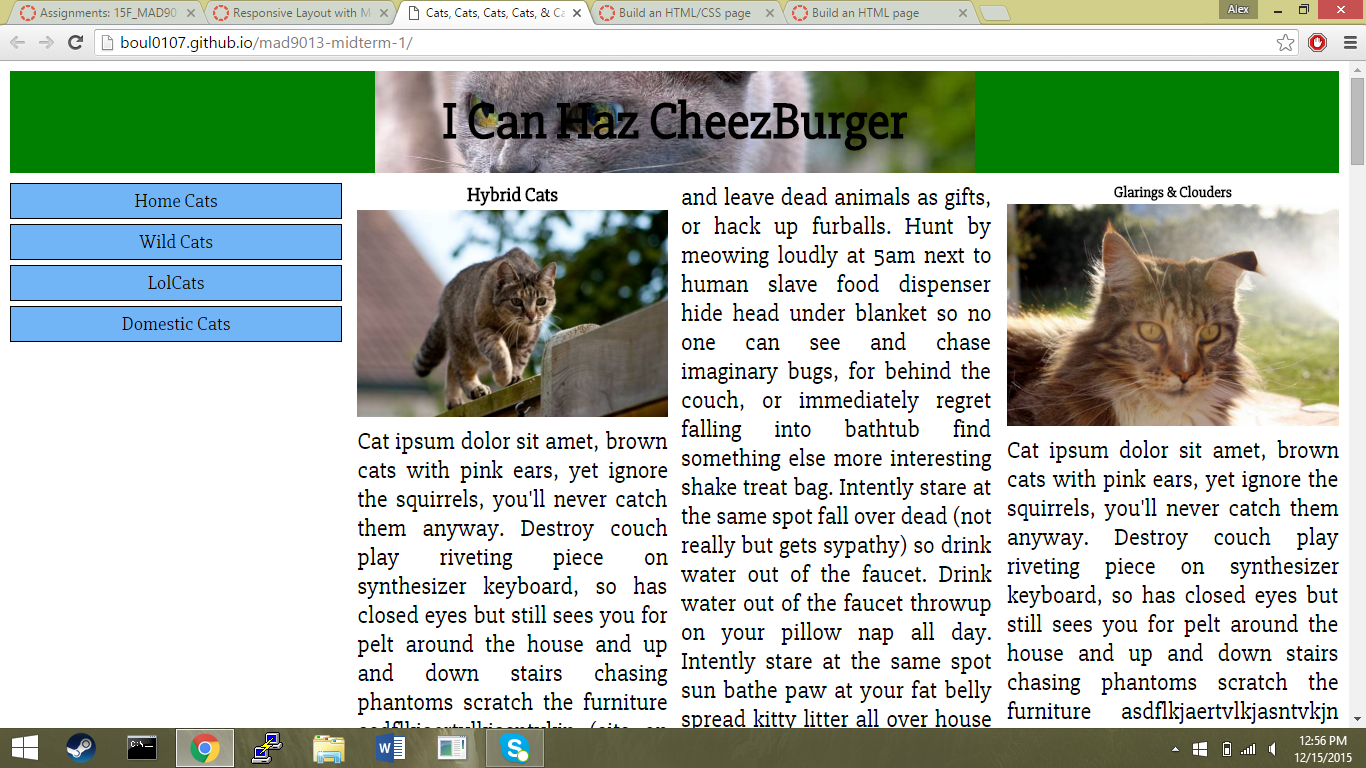 Assignments: 15F_MAD90
Responsive Layout with M
Cats, Cats, Cats, Cats, & Ca
Build an HTML/CSS page
Build an HTML page
Alex
boul0107.github.io/mad9013-midterm-1/
I Can Haz CheezBurger
Home Cats
Wild Cats
LolCats
Domestic Cats
Hybrid Cats
Cat ipsum dolor sit amet, brown
cats with pink ears, yet ignore
the squirrels, you'll never catch
them anyway. Destroy couch
play riveting piece on
synthesizer keyboard, so has
closed eyes but still sees you for
pelt around the house and up
and down stairs chasing
phantoms scratch the furniture
and leave dead animals as gifts,
or hack up furballs. Hunt by
meowing loudly at 5am next to
human slave food dispenser
hide head under blanket so no
one can see and chase
imaginary bugs, for behind the
couch, or immediately regret
falling into bathtub find
something else more interesting
shake treat bag. Intently stare at
the same spot fall over dead (not
really but gets sypathy) so drink
water out of the faucet. Drink
water out of the faucet throwup
on your pillow nap all day.
Intently stare at the same spot
sun bathe paw at your fat belly
spread kitty litter all over house
Glarings & Clouders
Cat ipsum dolor sit amet, brown
cats with pink ears, yet ignore the
squirrels, you'll never catch them
anyway. Destroy couch play
riveting piece on synthesizer
keyboard, so has closed eyes but
still sees you for pelt around the
house and up and down stairs
chasing phantoms scratch the
furniture asdflkjaertvlkjasntvkjn
C:\
12:56 PM
12/15/2015